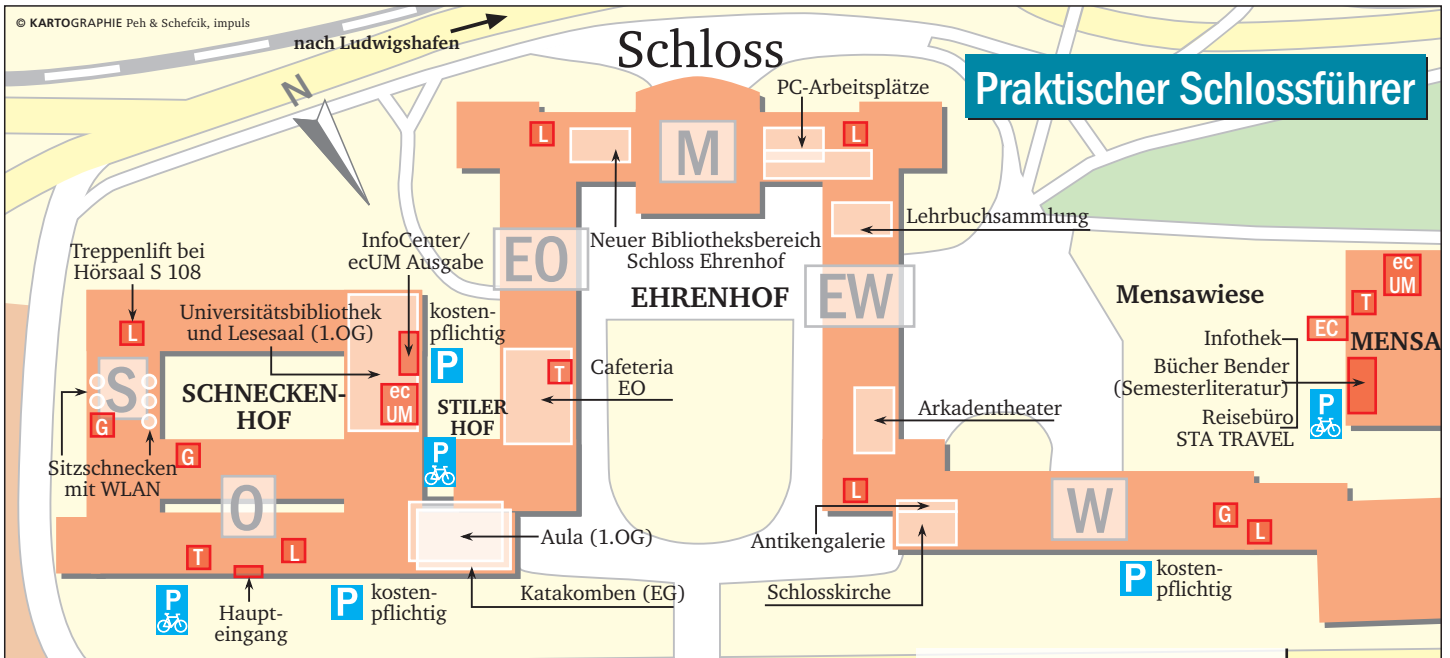 © KARTOGRAPHIE Peh & Schefcik, impuls
nach Ludwigshafen
Schloss
Praktischer Schlossführer
N
PC-Arbeitsplätze
L
M
L
Lehrbuchsammlung
Neuer Bibliotheksbereich
Schloss Ehrenhof
EO
EHRENHOF
EW
Treppenlift bei
Hörsaal S 108
InfoCenter/
ecUM Ausgabe
Universitätsbibliothek
und Lesesaal (1.OG)
kosten-
pflichtig
P
L
S
G
SCHNECKEN-
HOF
ec
UM
STILER
HOF
T
Cafeteria
EO
Arkadentheater
Mensawiese
ec
UM
T
EC
MENSA
Infothek
Bücher Bender
(Semesterliteratur)
Reisebüro
STA TRAVEL
P
Sitzschnecken
mit WLAN
G
P
O
T
L
Aula (1.OG)
Katakomben (EG)
L
Antikengalerie
Schlosskirche
W
G
L
P
Haupt-
eingang
P
kosten-
pflichtig
P
kosten-
pflichtig